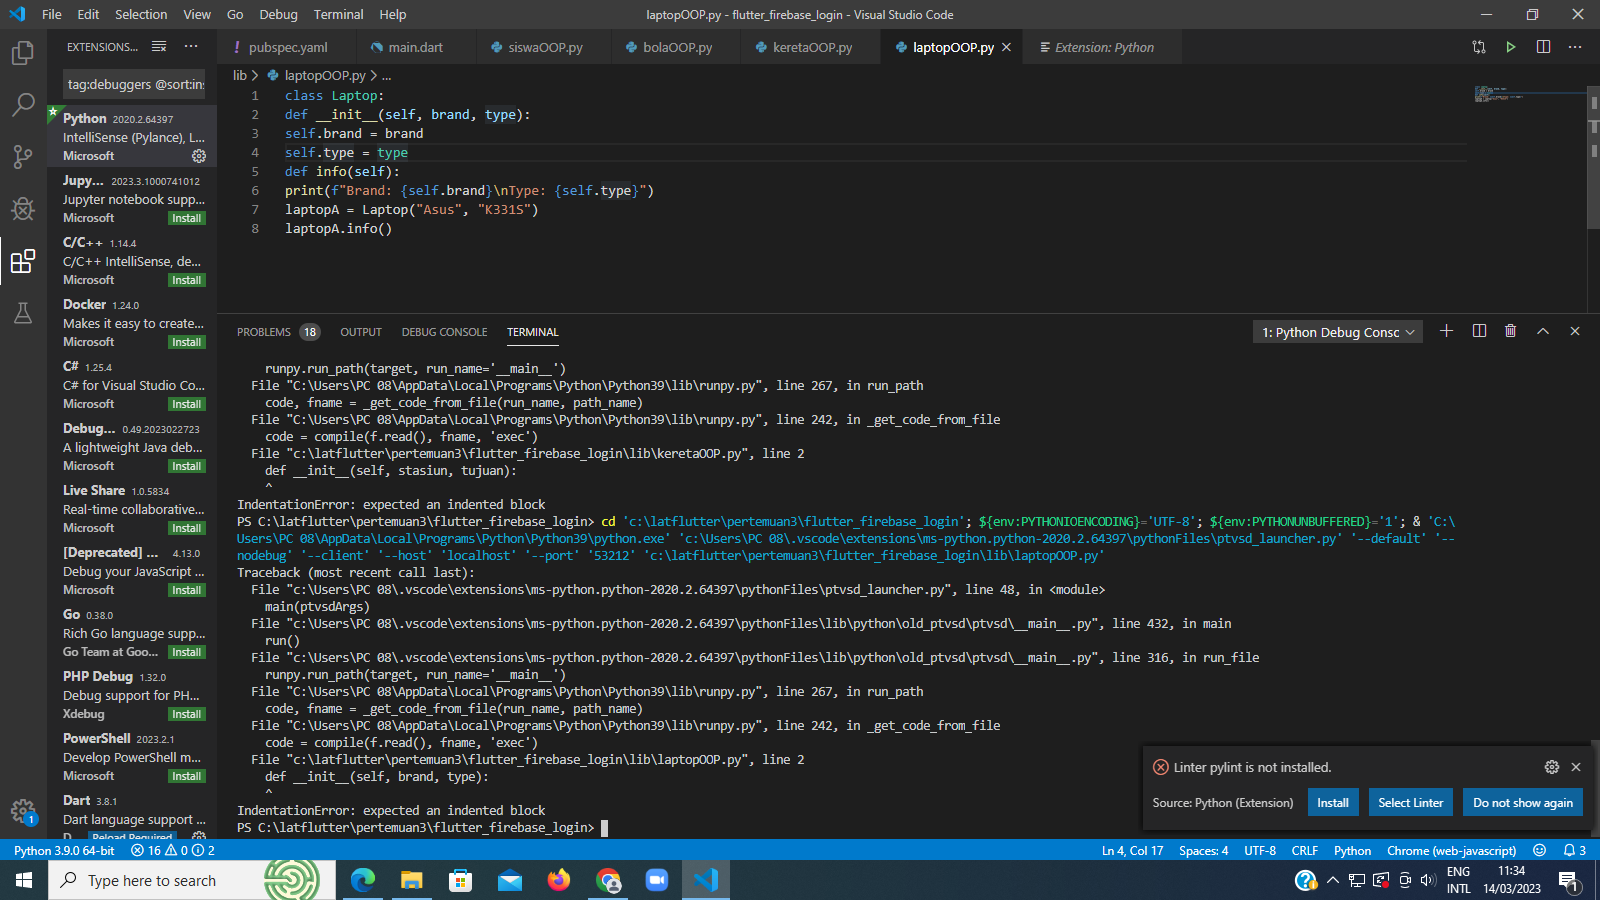 File Edit Selection View Go Debug Terminal Help
laptopOOP.py - flutter_firebase_login - Visual Studio Code
EXTENSIONS...
pubspec.yaml main.dart siswaOOP.py bolaOOP.py keretaOOP.py laptopOOP.py Extension: Python
tag:debuggers @sort:in
Python 2020.2.64397
IntelliSense (Pylance), L...
Microsoft
Jupy... 2023.3.1000741012
Jupyter notebook supp...
Microsoft Install
C/C++ 1.14.4
C/C++ IntelliSense, de...
Microsoft Install
Docker 1.24.0
Makes it easy to create...
Microsoft Install
C# 1.25.4
C# for Visual Studio Co...
Microsoft Install
Debug... 0.49.2023022723
A lightweight Java deb...
Microsoft Install
Live Share 1.0.5834
Real-time collaborative...
Microsoft Install
[Deprecated] ... 4.13.0
Debug your JavaScript ...
Microsoft Install
Go 0.38.0
Rich Go language supp...
Go Team at Goo... Install
PHP Debug 1.32.0
Debug support for PH...
Xdebug Install
PowerShell 2023.2.1
Develop PowerShell m...
Microsoft Install
Dart 3.8.1
Dart language support ...
D... Reload Required
1
lib > laptopOOP.py > ...
1 class Laptop:
2 def __init__(self, brand, type):
3 self.brand = brand
4 self.type = type
5 def info(self):
6 print(f"Brand: {self.brand}\nType: {self.type}")
7 laptopA = Laptop("Asus", "K331S")
8 laptopA.info()
PROBLEMS 18 OUTPUT DEBUG CONSOLE TERMINAL
1: Python Debug Consc
runpy.run_path(target, run_name='__main__')
File "C:\Users\PC 08\AppData\Local\Programs\Python\Python39\lib\runpy.py", line 267, in run_path
code, fname = _get_code_from_file(run_name, path_name)
File "C:\Users\PC 08\AppData\Local\Programs\Python\Python39\lib\runpy.py", line 242, in _get_code_from_file
code = compile(f.read(), fname, 'exec')
File "c:\latflutter\pertemuan3\flutter_firebase_login\lib\keretaOOP.py", line 2
def __init__(self, stasiun, tujuan):
^
IndentationError: expected an indented block
PS C:\latflutter\pertemuan3\flutter_firebase_login> cd 'c:\latflutter\pertemuan3\flutter_firebase_login'; ${env:PYTHONIOENCODING}='UTF-8'; ${env:PYTHONUNBUFFERED}='1'; & 'C:\
Users\PC 08\AppData\Local\Programs\Python\Python39\python.exe' 'c:\Users\PC 08\.vscode\extensions\ms-python.python-2020.2.64397\pythonFiles\ptvsd_launcher.py' '--default' '--
nodebug' '--client' '--host' 'localhost' '--port' '53212' 'c:\latflutter\pertemuan3\flutter_firebase_login\lib\laptopOOP.py'
Traceback (most recent call last):
File "c:\Users\PC 08\.vscode\extensions\ms-python.python-2020.2.64397\pythonFiles\ptvsd_launcher.py", line 48, in <module>
main(ptvsdArgs)
File "c:\Users\PC 08\.vscode\extensions\ms-python.python-2020.2.64397\pythonFiles\lib\python\old_ptvsd\ptvsd\__main__.py", line 432, in main
run()
File "c:\Users\PC 08\.vscode\extensions\ms-python.python-2020.2.64397\pythonFiles\lib\python\old_ptvsd\ptvsd\__main__.py", line 316, in run_file
runpy.run_path(target, run_name='__main__')
File "C:\Users\PC 08\AppData\Local\Programs\Python\Python39\lib\runpy.py", line 267, in run_path
code, fname = _get_code_from_file(run_name, path_name)
File "C:\Users\PC 08\AppData\Local\Programs\Python\Python39\lib\runpy.py", line 242, in _get_code_from_file
code = compile(f.read(), fname, 'exec')
File "c:\latflutter\pertemuan3\flutter_firebase_login\lib\laptopOOP.py", line 2
def __init__(self, brand, type):
^
IndentationError: expected an indented block
PS C:\latflutter\pertemuan3\flutter_firebase_login>
Linter pylint is not installed.
Source: Python (Extension) Install Select Linter Do not show again
Python 3.9.0 64-bit 16 0 2
Ln 4, Col 17 Spaces: 4 UTF-8 CRLF Python Chrome (web-javascript) 3
Type here to search
ENG
INTL
11:34
14/03/2023
1